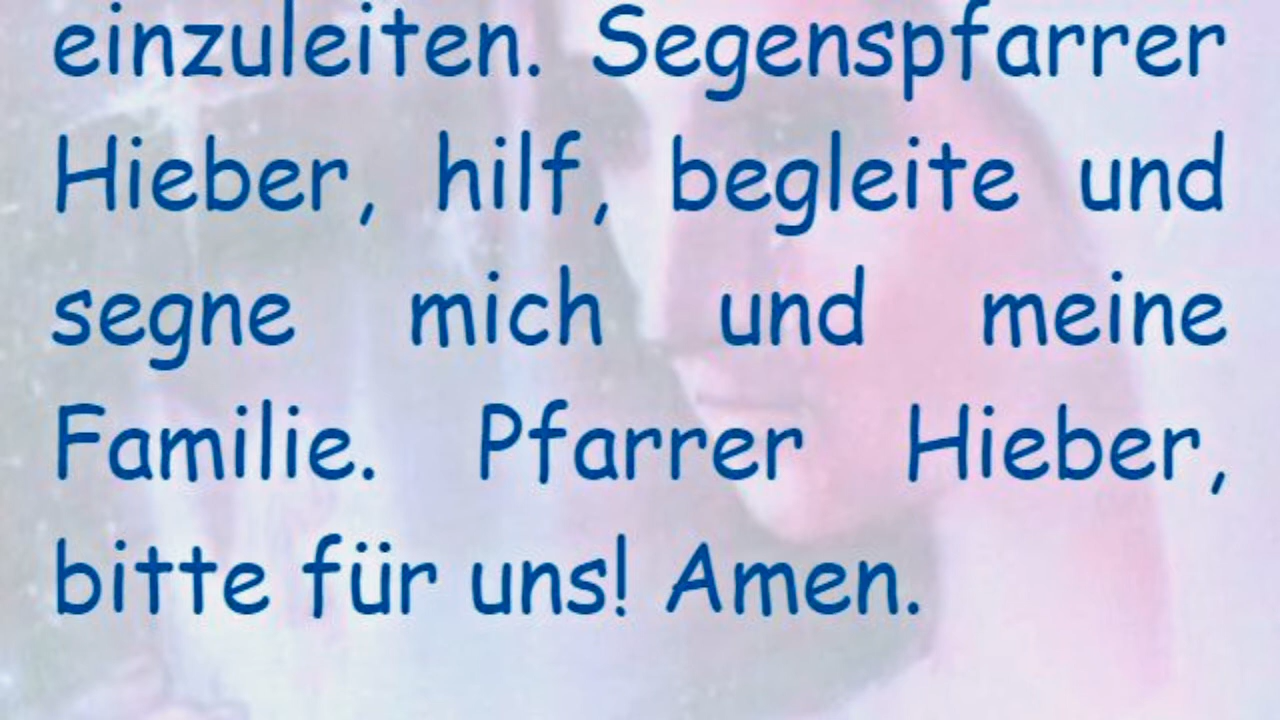 einzuleiten. Segenspfarrer
Hieber, hilf, begleite und
segne mich und meine
Familie. Pfarrer Hieber,
bitte für uns! Amen.